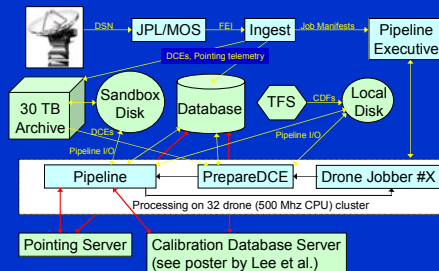 DSN
JPL/MOS
FEI
Ingest
Job Manifests
Pipeline
Executive
DCEs, Pointing telemetry
30 TB
Archive
Sandbox
Disk
Database
TFS
CDFs
Local
Disk
DCEs
Pipeline I/O
Pipeline I/O
Pipeline
PrepareDCE
Drone Jobber #X
Processing on 32 drone (500 Mhz CPU) cluster
Pointing Server
Calibration Database Server
(see poster by Lee et al.)